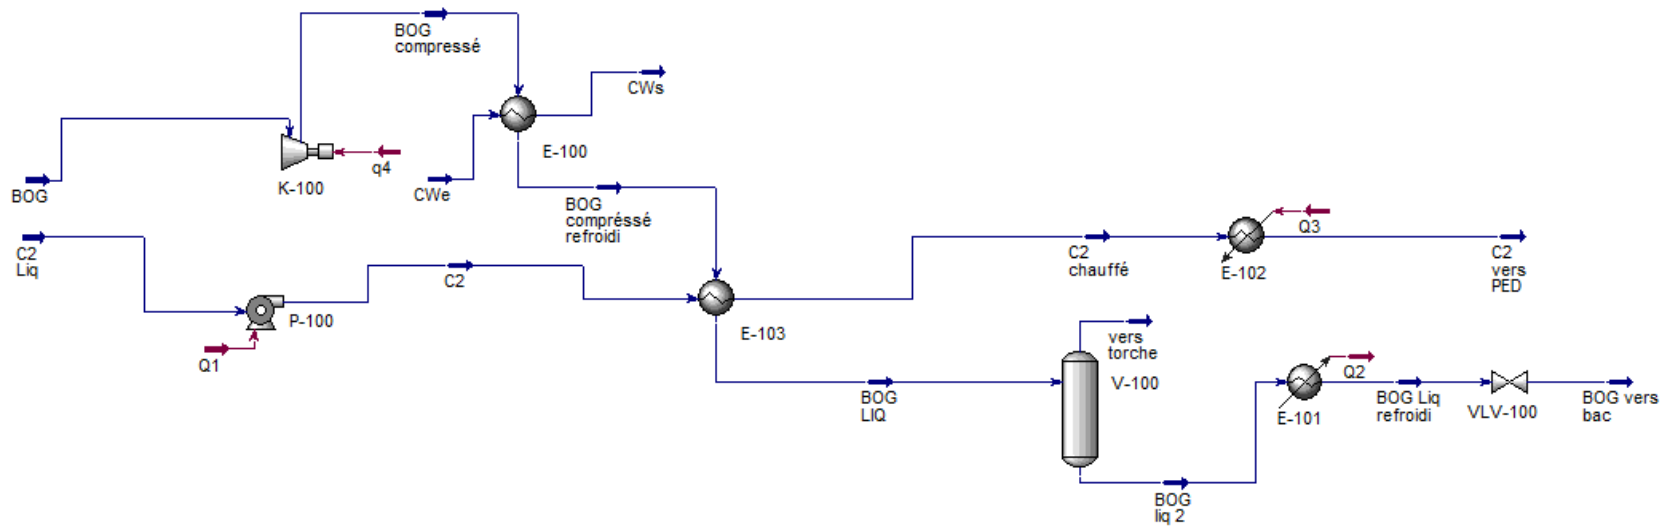 BOG
compressé
CWs
E-100
q4
K-100
CWe
BOG
BOG
compréssé
refroidi
C2
Liq
C2
P-100
Q1
E-103
C2
chauffé
Q3
E-102
C2
vers
PED
vers
torche
V-100
BOG
LIQ
Q2
E-101
BOG Liq
refroidi
VLV-100
BOG vers
bac
BOG
liq 2